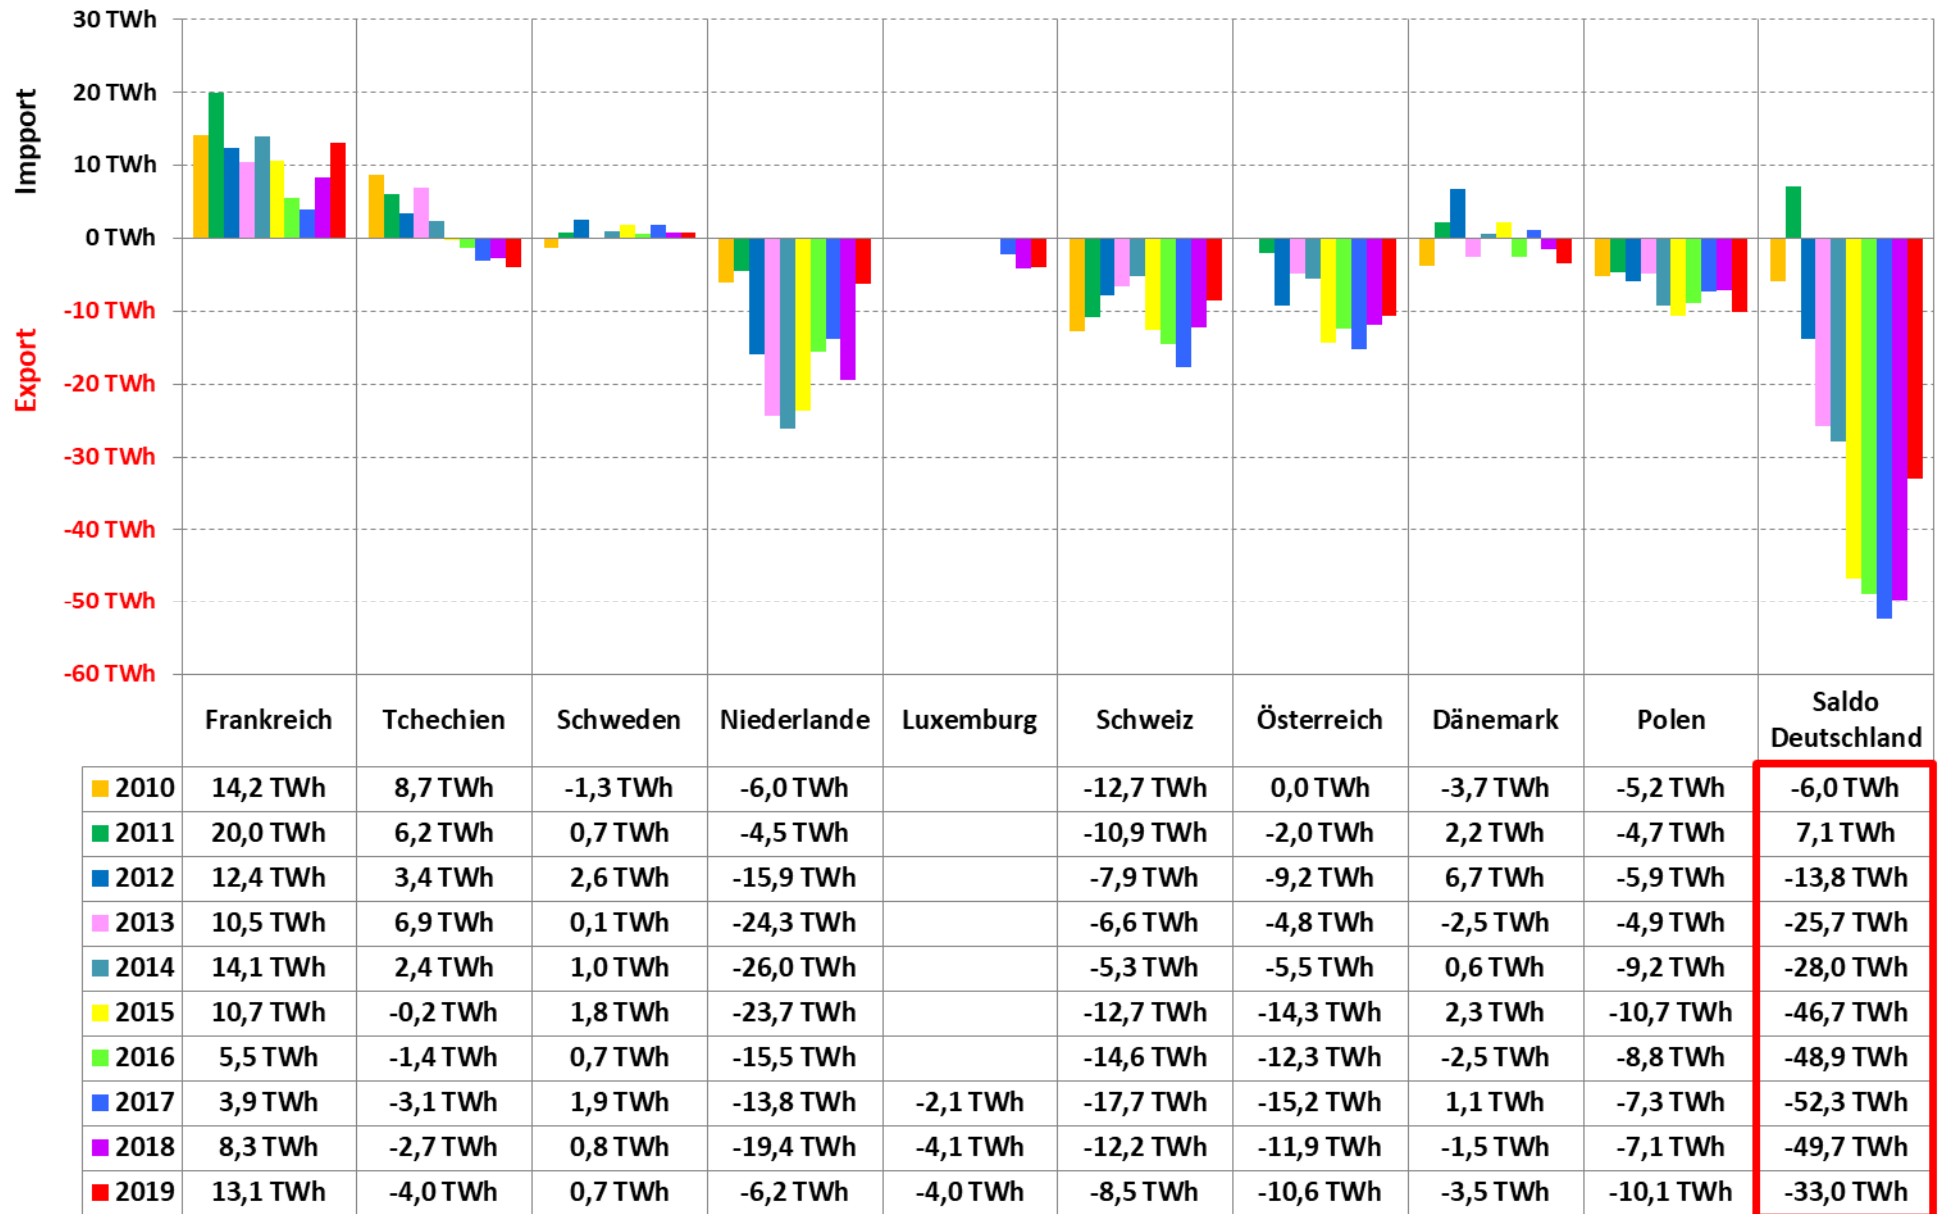 30 TWh
20 TWh
10 TWh
0 TWh
-10 TWh
-20 TWh
-30 TWh
-40 TWh
-50 TWh
-60 TWh
Impport
Export
Frankreich Tchechien Schweden Niederlande Luxemburg Schweiz Österreich Dänemark Polen Saldo
Deutschland
2010 14,2 TWh 8,7 TWh -1,3 TWh -6,0 TWh -12,7 TWh 0,0 TWh -3,7 TWh -5,2 TWh -6,0 TWh
2011 20,0 TWh 6,2 TWh 0,7 TWh -4,5 TWh -10,9 TWh -2,0 TWh 2,2 TWh -4,7 TWh 7,1 TWh
2012 12,4 TWh 3,4 TWh 2,6 TWh -15,9 TWh -7,9 TWh -9,2 TWh 6,7 TWh -5,9 TWh -13,8 TWh
2013 10,5 TWh 6,9 TWh 0,1 TWh -24,3 TWh -6,6 TWh -4,8 TWh -2,5 TWh -4,9 TWh -25,7 TWh
2014 14,1 TWh 2,4 TWh 1,0 TWh -26,0 TWh -5,3 TWh -5,5 TWh 0,6 TWh -9,2 TWh -28,0 TWh
2015 10,7 TWh -0,2 TWh 1,8 TWh -23,7 TWh -12,7 TWh -14,3 TWh 2,3 TWh -10,7 TWh -46,7 TWh
2016 5,5 TWh -1,4 TWh 0,7 TWh -15,5 TWh -14,6 TWh -12,3 TWh -2,5 TWh -8,8 TWh -48,9 TWh
2017 3,9 TWh -3,1 TWh 1,9 TWh -13,8 TWh -2,1 TWh -17,7 TWh -15,2 TWh 1,1 TWh -7,3 TWh -52,3 TWh
2018 8,3 TWh -2,7 TWh 0,8 TWh -19,4 TWh -4,1 TWh -12,2 TWh -11,9 TWh -1,5 TWh -7,1 TWh -49,7 TWh
2019 13,1 TWh -4,0 TWh 0,7 TWh -6,2 TWh -4,0 TWh -8,5 TWh -10,6 TWh -3,5 TWh -10,1 TWh -33,0 TWh